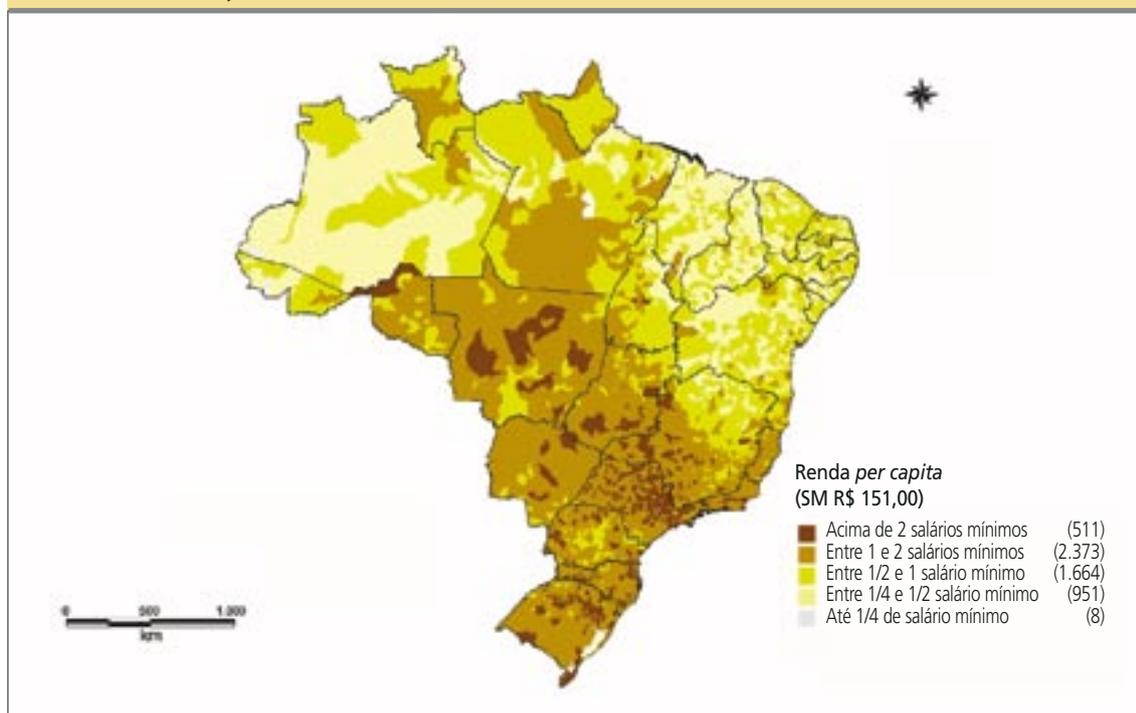 Renda per capita
(SM R$ 151,00)
Acima de 2 salários mínimos (511)
Entre 1 e 2 salários mínimos (2.373)
Entre 1/2 e 1 salário mínimo (1.664)
Entre 1/4 e 1/2 salário mínimo (951)
Até 1/4 de salário mínimo (8)
0 500 1.000
km